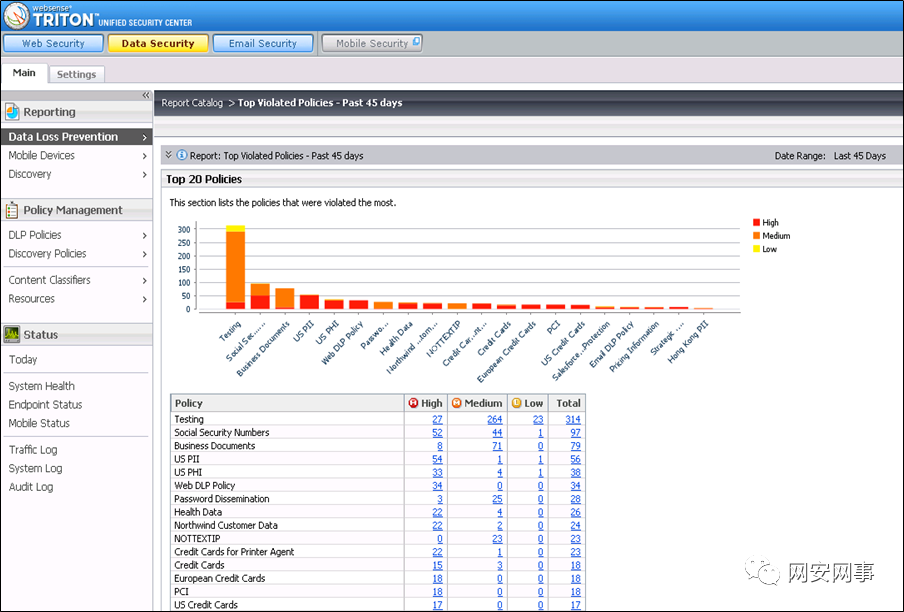 websense®
TRITON™ UNIFIED SECURITY CENTER
Web Security
Data Security
Email Security
Mobile Security
Main
Settings
«
Reporting
Data Loss Prevention
Mobile Devices
Discovery
Policy Management
DLP Policies
Discovery Policies
Content Classifiers
Resources
Status
Today
System Health
Endpoint Status
Mobile Status
Traffic Log
System Log
Audit Log
Report Catalog > Top Violated Policies - Past 45 days
Report: Top Violated Policies - Past 45 days
Date Range: Last 45 Days
Top 20 Policies
This section lists the policies that were violated the most.
300
250
200
150
100
50
0
High
Medium
Low
Testing
Social Sec......
Business Documents
US PII
US PHI
Web DLP Policy
Passwo...
Health Data
Northwind ...tom...
NOTTEXTIP
Credit Car...rt...
Credit Cards
European Credit Cards
PCI
US Credit Cards
Salesforce...Protection
Email DLP Policy
Pricing Information
Strategic ....
Hong Kong PII
Policy High Medium Low Total
Testing 27 264 23 314
Social Security Numbers 52 44 1 97
Business Documents 8 71 0 79
US PII 54 1 1 56
US PHI 33 4 1 38
Web DLP Policy 34 0 0 34
Password Dissemination 3 25 0 28
Health Data 22 4 0 26
Northwind Customer Data 22 2 0 24
NOTTEXTIP 0 23 0 23
Credit Cards for Printer Agent 22 1 0 23
Credit Cards 15 3 0 18
European Credit Cards 18 0 0 18
PCI 18 0 0 18
US Credit Cards 17 0 0 17
网安网事